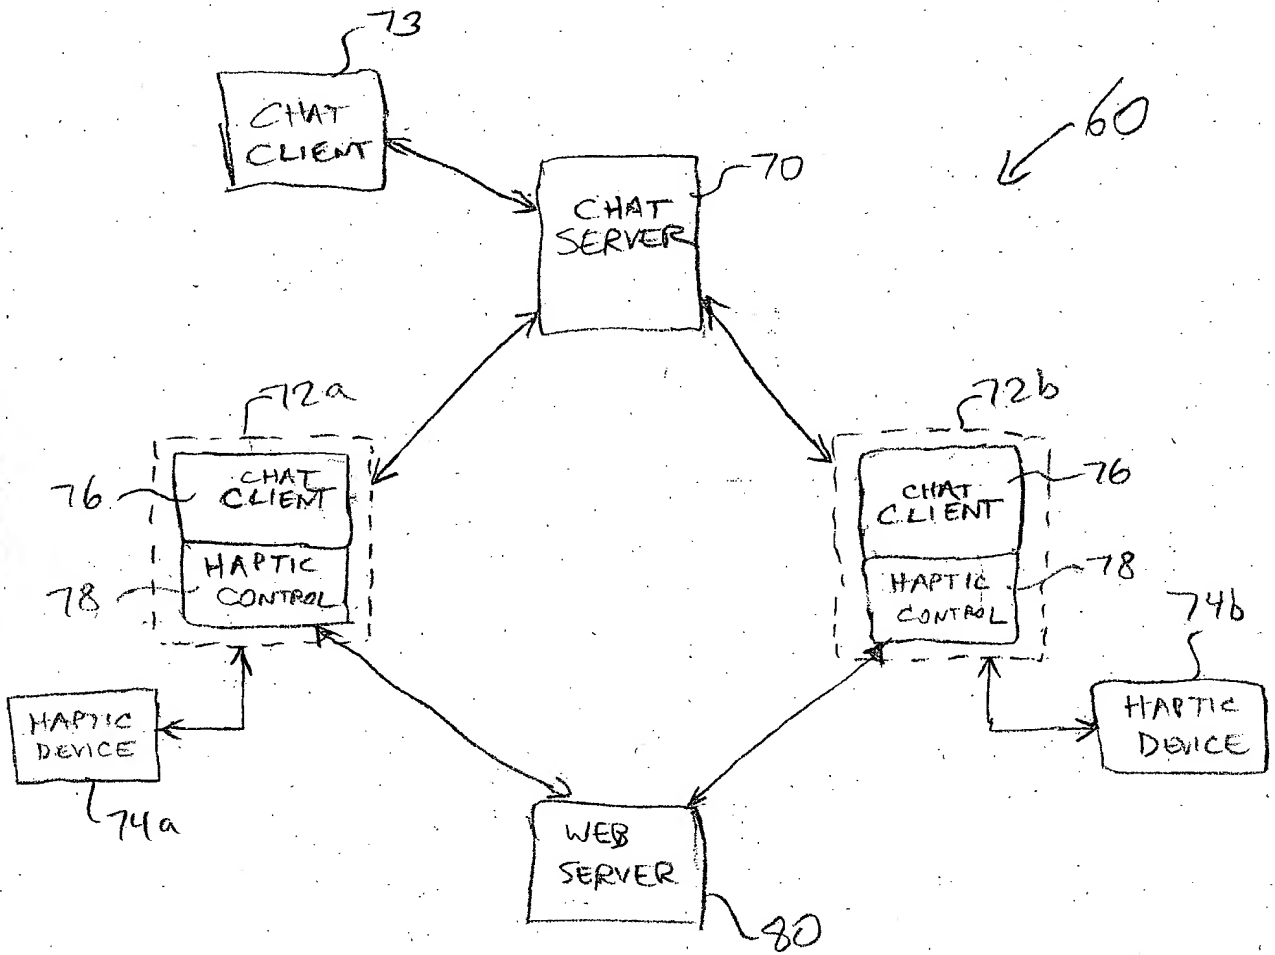 73
CHAT
CLIENT
60
70
CHAT
SERVER
72a
72b
76
CHAT
CLIENT
CHAT
CLIENT
76
78
HAPTIC
CONTROL
HAPTIC
CONTROL
78
74b
HAPTIC
DEVICE
HAPTIC
DEVICE
74a
WEB
SERVER
80